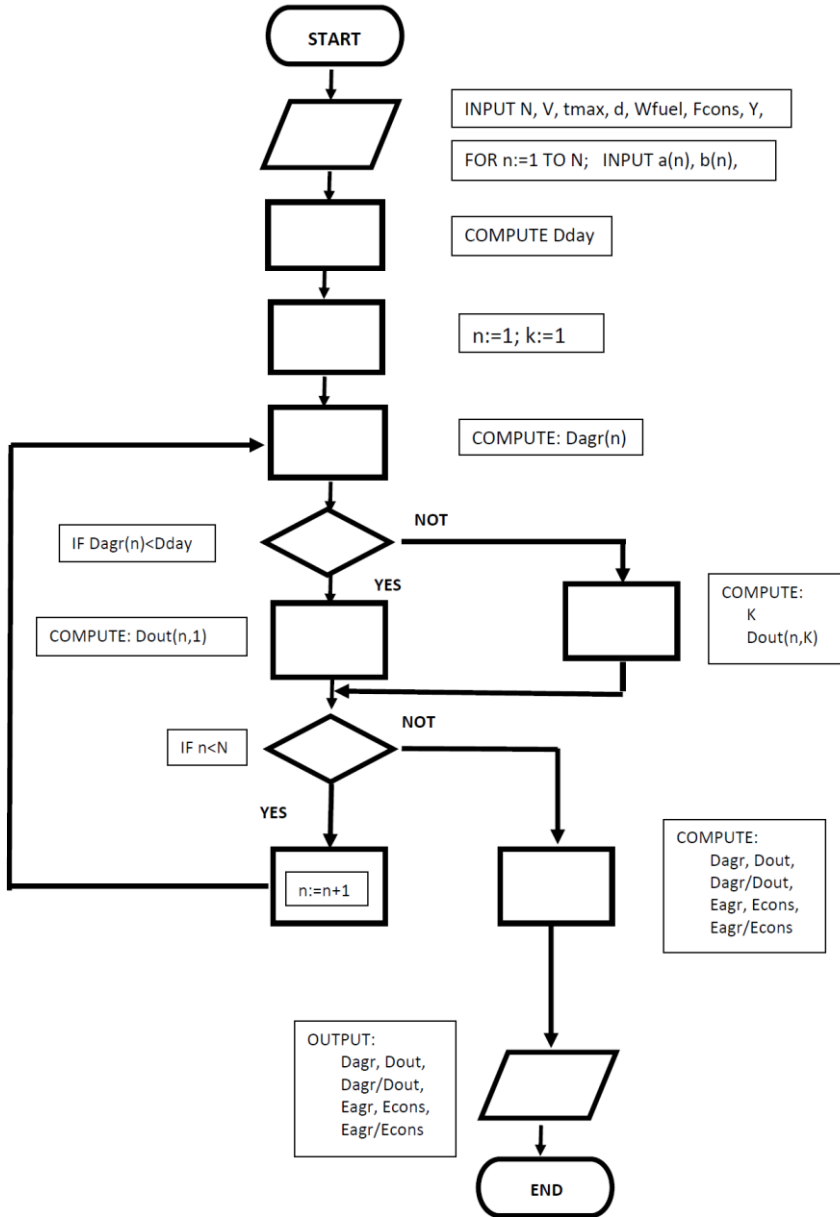 START
INPUT N, V, tmax, d, Wfuel, Fcons, Y,
FOR n:=1 TO N; INPUT a(n), b(n),
COMPUTE Dday
n:=1; k:=1
COMPUTE: Dagr(n)
IF Dagr(n)<Dday
NOT
YES
COMPUTE: Dout(n,1)
COMPUTE:
K
Dout(n,K)
IF n<N
NOT
YES
n:=n+1
COMPUTE:
Dagr, Dout,
Dagr/Dout,
Eagr, Econs,
Eagr/Econs
OUTPUT:
Dagr, Dout,
Dagr/Dout,
Eagr, Econs,
Eagr/Econs
END